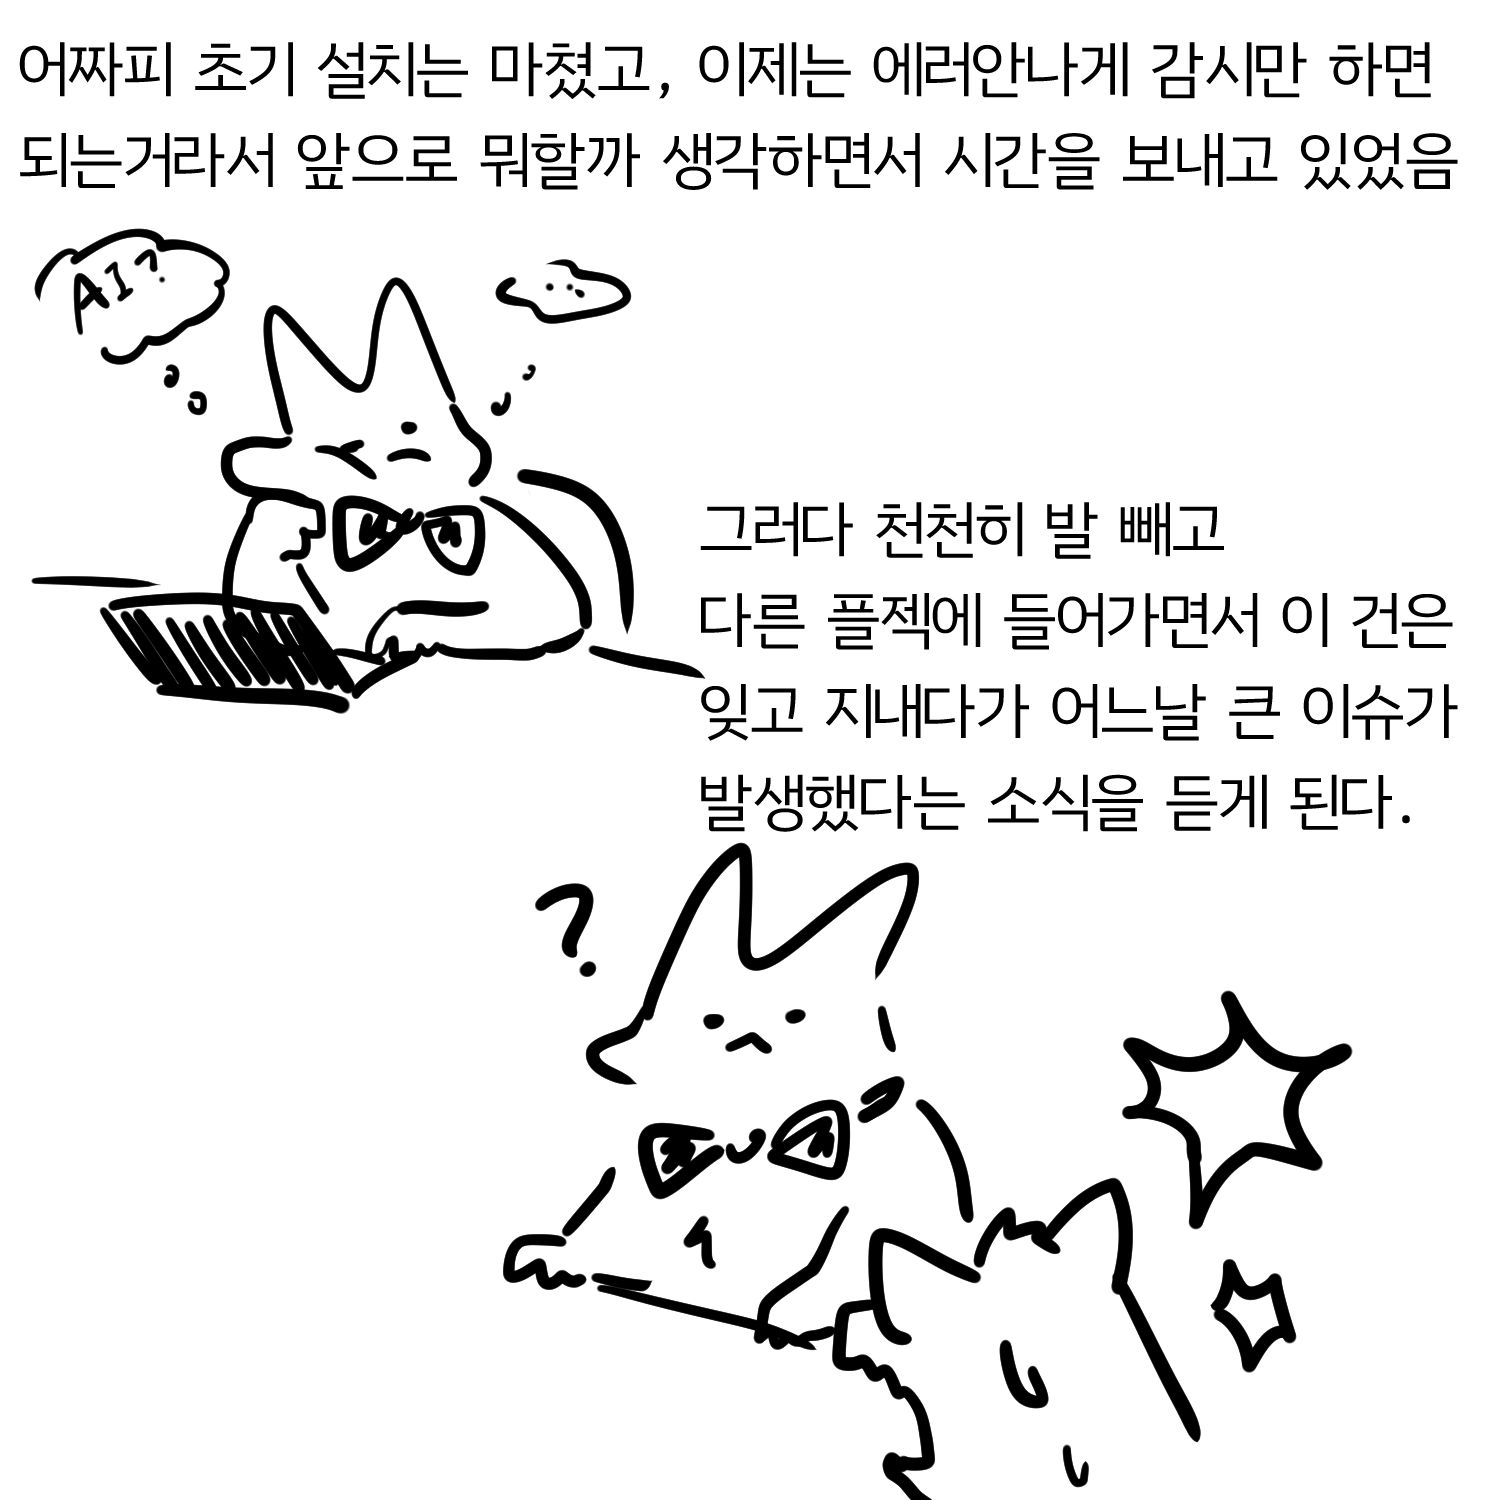 어짜피 초기 설치는 마쳤고, 이제는 에러안나게 감시만 하면
되는거라서 앞으로 뭐할까 생각하면서 시간을 보내고 있었음
AI?
그러다 천천히 발 빼고
다른 플젝에 들어가면서 이 건은
잊고 지내다가 어느날 큰 이슈가
발생했다는 소식을 듣게 된다.
?